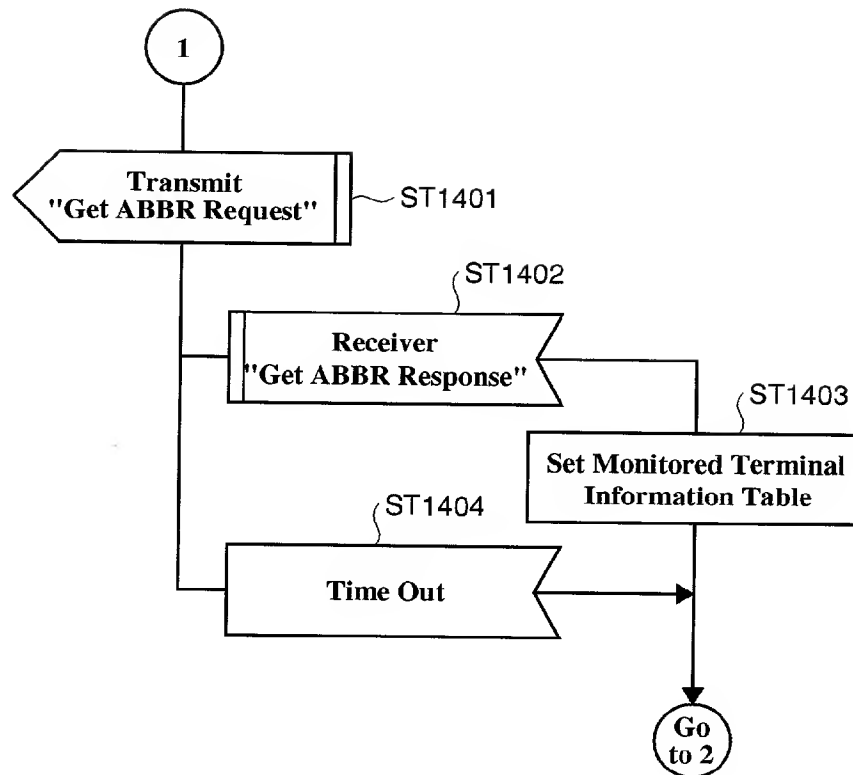 1
Transmit
"Get ABBR Request"
ST1401
ST1402
Receiver
"Get ABBR Response"
ST1403
Set Monitored Terminal
Information Table
ST1404
Time Out
Go
to 2